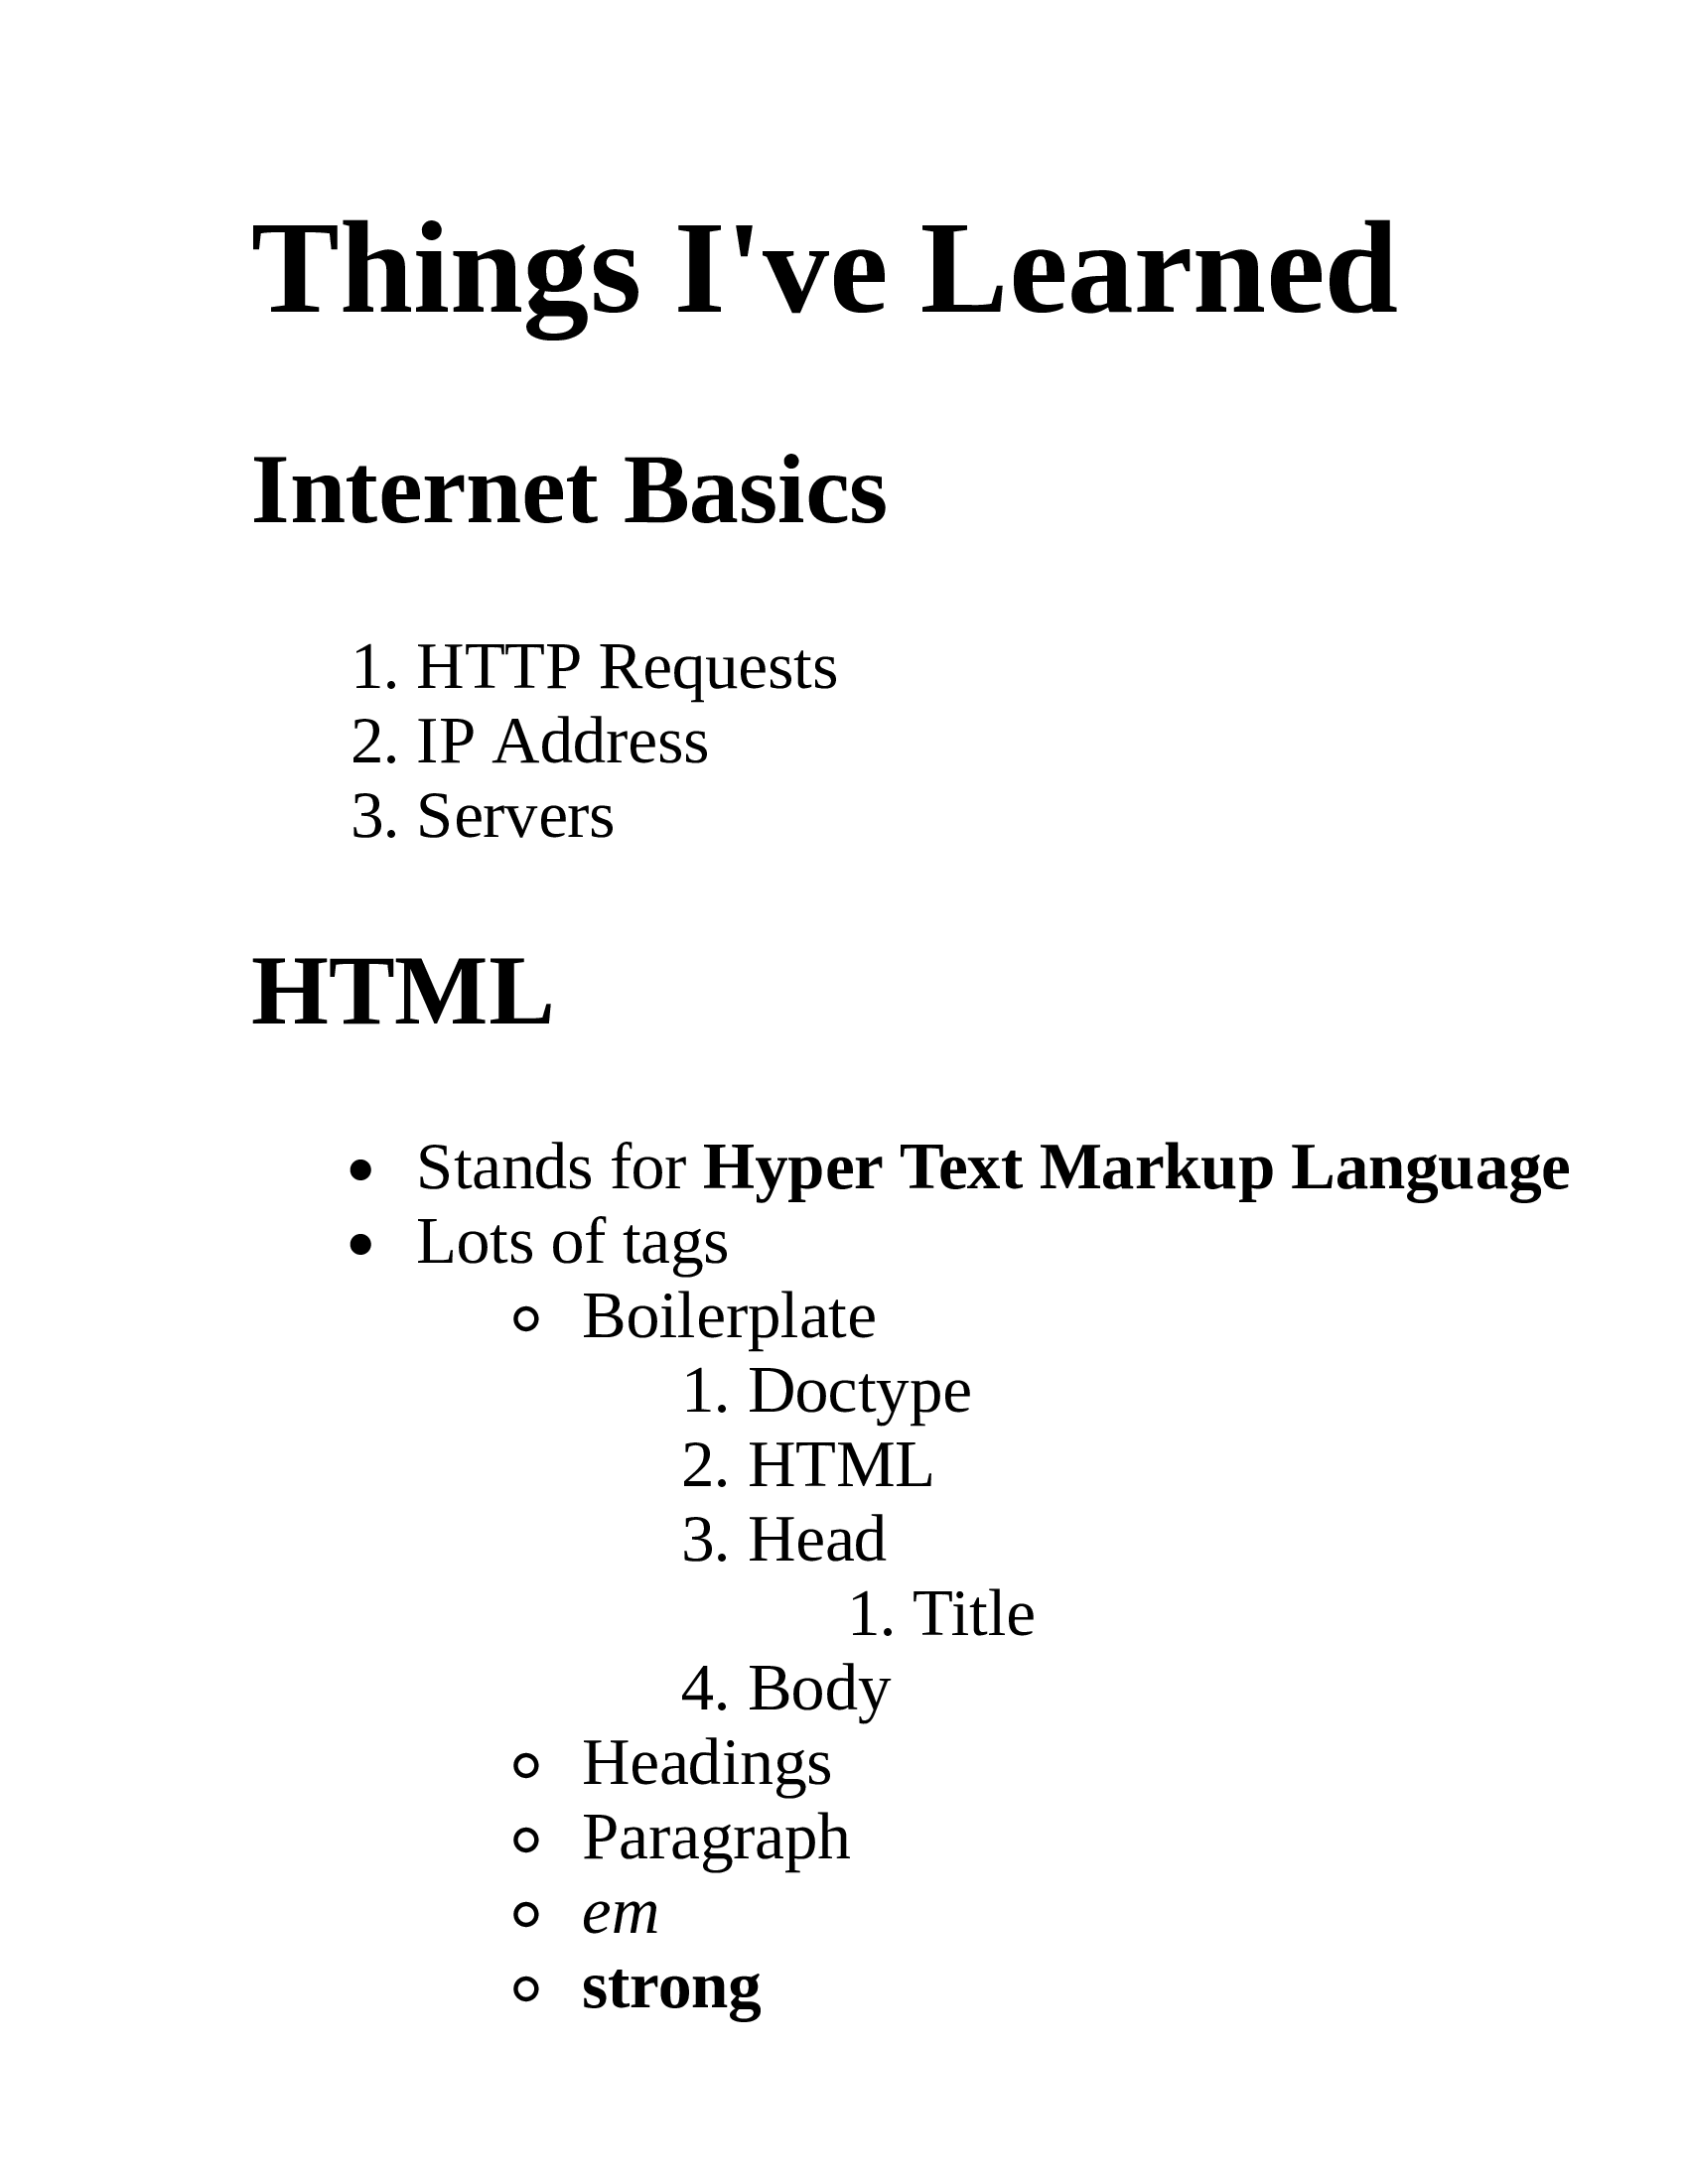 Things I've Learned
Internet Basics
1. HTTP Requests
2. IP Address
3. Servers
HTML
• Stands for Hyper Text Markup Language
• Lots of tags
◦ Boilerplate
1. Doctype
2. HTML
3. Head
1. Title
4. Body
◦ Headings
◦ Paragraph
◦ em
◦ strong